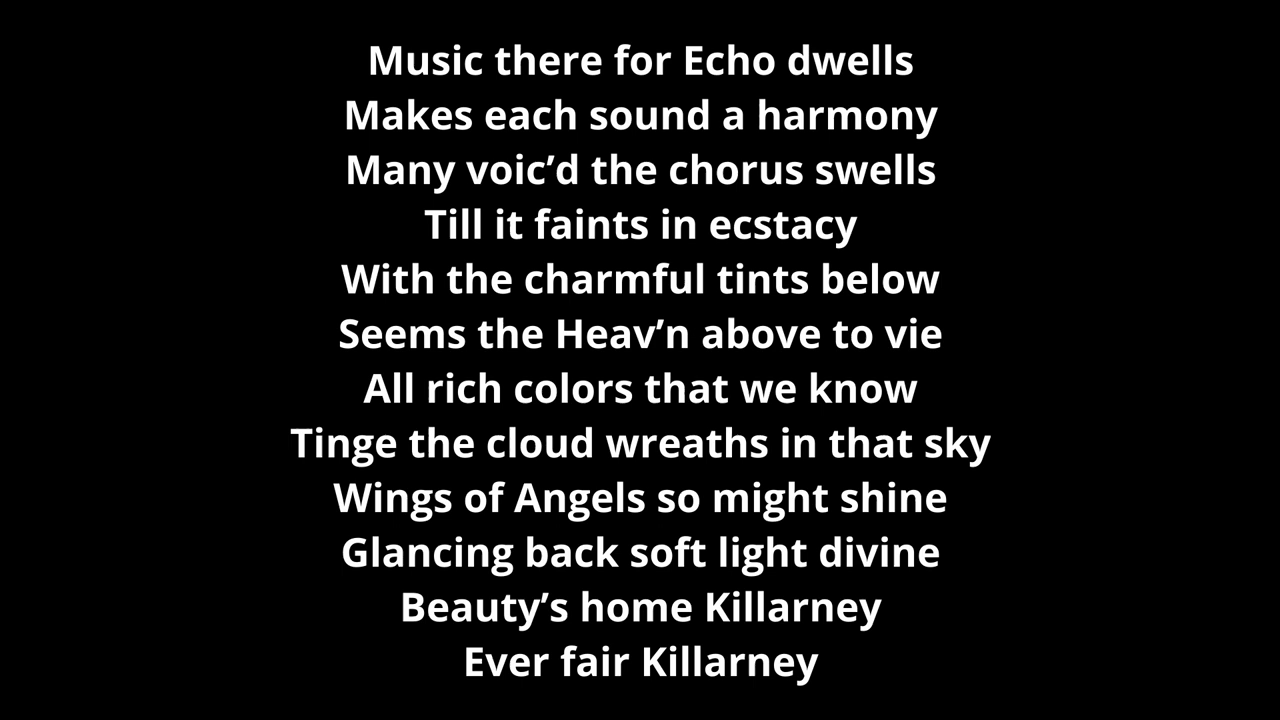 Music there for Echo dwells
Makes each sound a harmony
Many voic’d the chorus swells
Till it faints in ecstacy
With the charmful tints below
Seems the Heav’n above to vie
All rich colors that we know
Tinge the cloud wreaths in that sky
Wings of Angels so might shine
Glancing back soft light divine
Beauty’s home Killarney
Ever fair Killarney